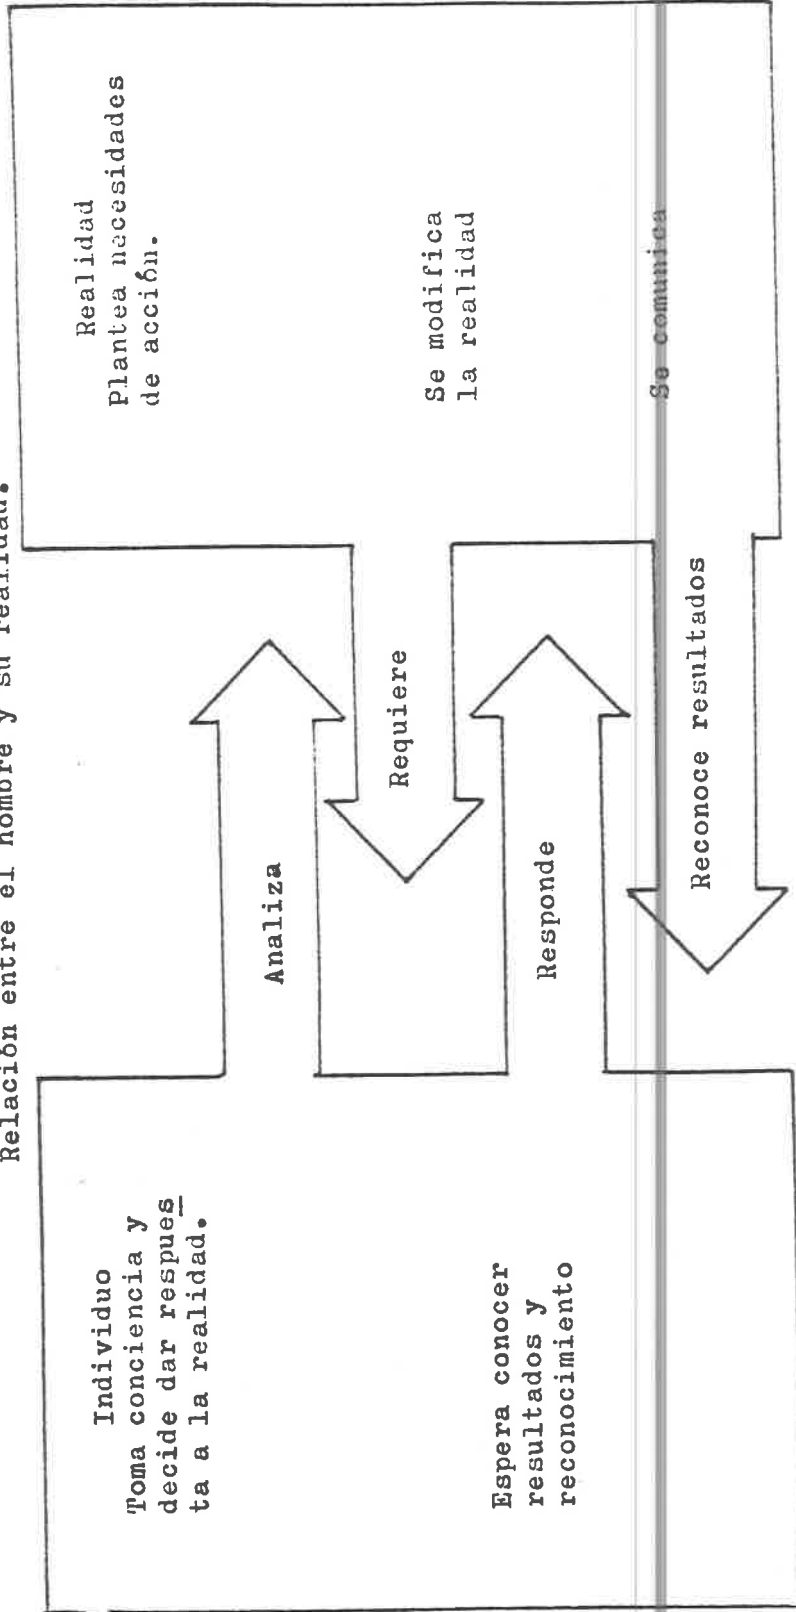 Relación entre el hombre y su realidad.
Individuo
Toma conciencia y
decide dar respues
ta a la realidad.
Espera conocer
resultados y
reconocimiento
Analiza
Requiere
Responde
Reconoce resultados
Realidad
Plantea necesidades
de acción.
Se modifica
la realidad
Se comunica